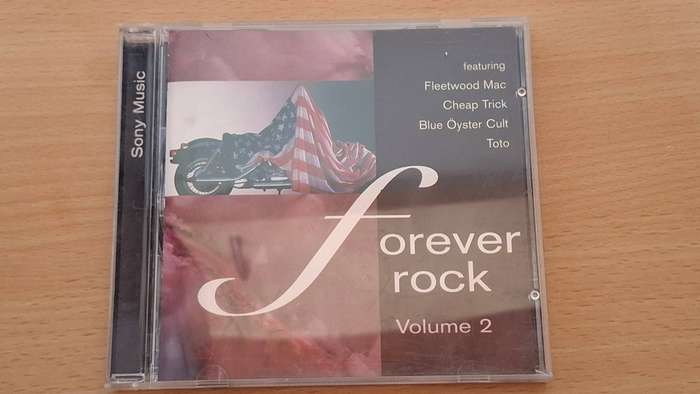 Sony Music
featuring
Fleetwood Mac
Cheap Trick
Blue Öyster Cult
Toto
forever
rock
Volume 2